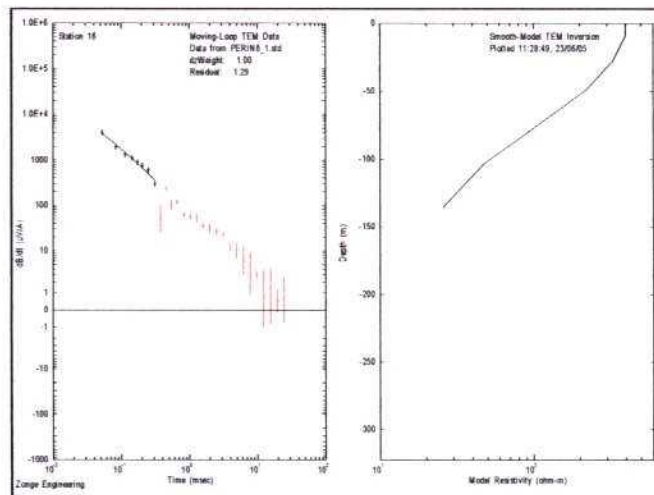 Station 16
Moving-Loop TEM Data
Data from PERIN8_1.std
dzWeight: 1.00
Residual: 1.29
1.0E+6
1.0E+5
1.0E+4
1000
100
10
1
0
-1
-10
-100
-1000
dB/dt (uV/A)
Time (msec)
Zonge Engineering
Smooth-Model TEM Inversion
Plotted 11:28:49, 23/06/05
0
-50
-100
-150
-200
-250
-300
Depth (m)
Model Resistivity (ohm-m)